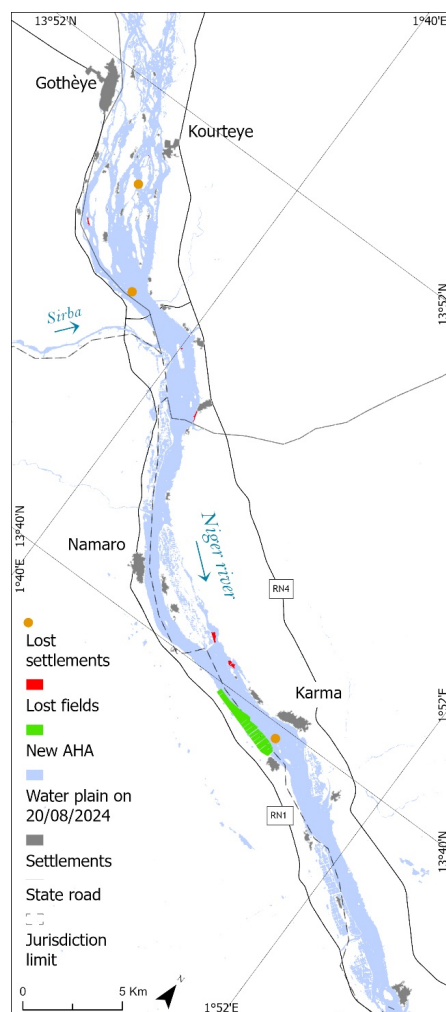 13°52'N
1°40'E
Gothèye
Kourteye
13°52'N
Sirba
13°40'N
1°40'E
Namaro
Niger river
RN4
Lost
settlements
Lost fields
New AHA
Water plain on
20/08/2024
Settlements
State road
Jurisdiction
limit
Karma
1°52'E
RN1
13°40'N
0
5 Km
N
1°52'E